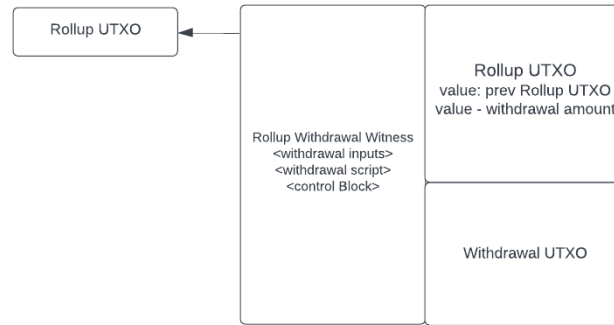 Rollup UTXO
Rollup Withdrawal Witness
<withdrawal inputs>
<withdrawal script>
<control Block>
Rollup UTXO
value: prev Rollup UTXO
value - withdrawal amount
Withdrawal UTXO